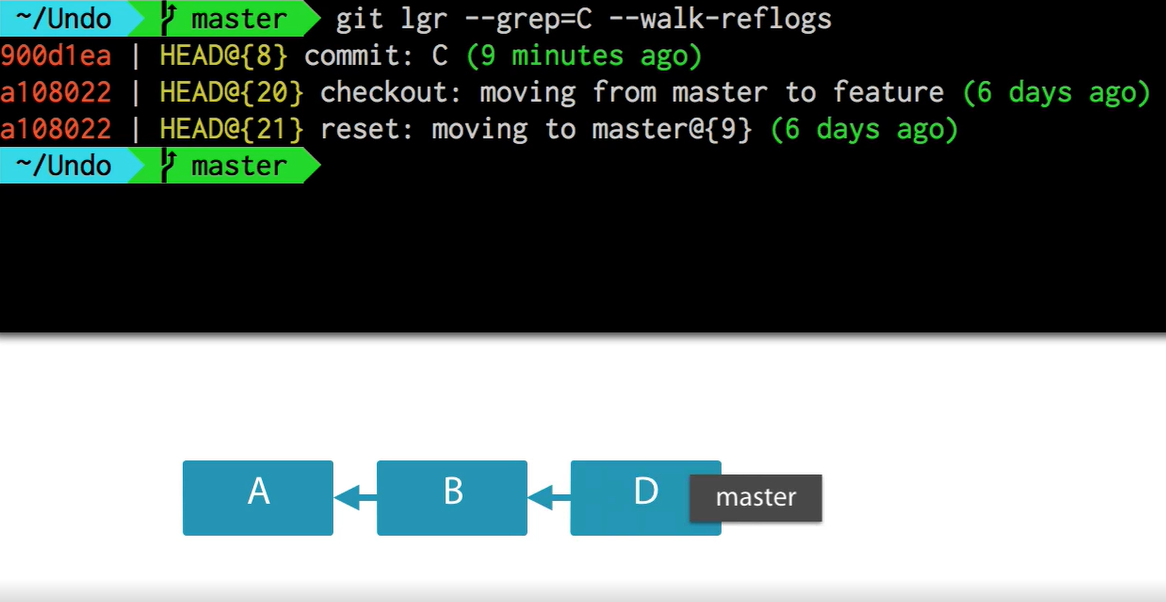 ~/Undo master git lgr --grep=C --walk-reflogs
900d1ea | HEAD@{8} commit: C (9 minutes ago)
a108022 | HEAD@{20} checkout: moving from master to feature (6 days ago)
a108022 | HEAD@{21} reset: moving to master@{9} (6 days ago)
~/Undo master
A B D master